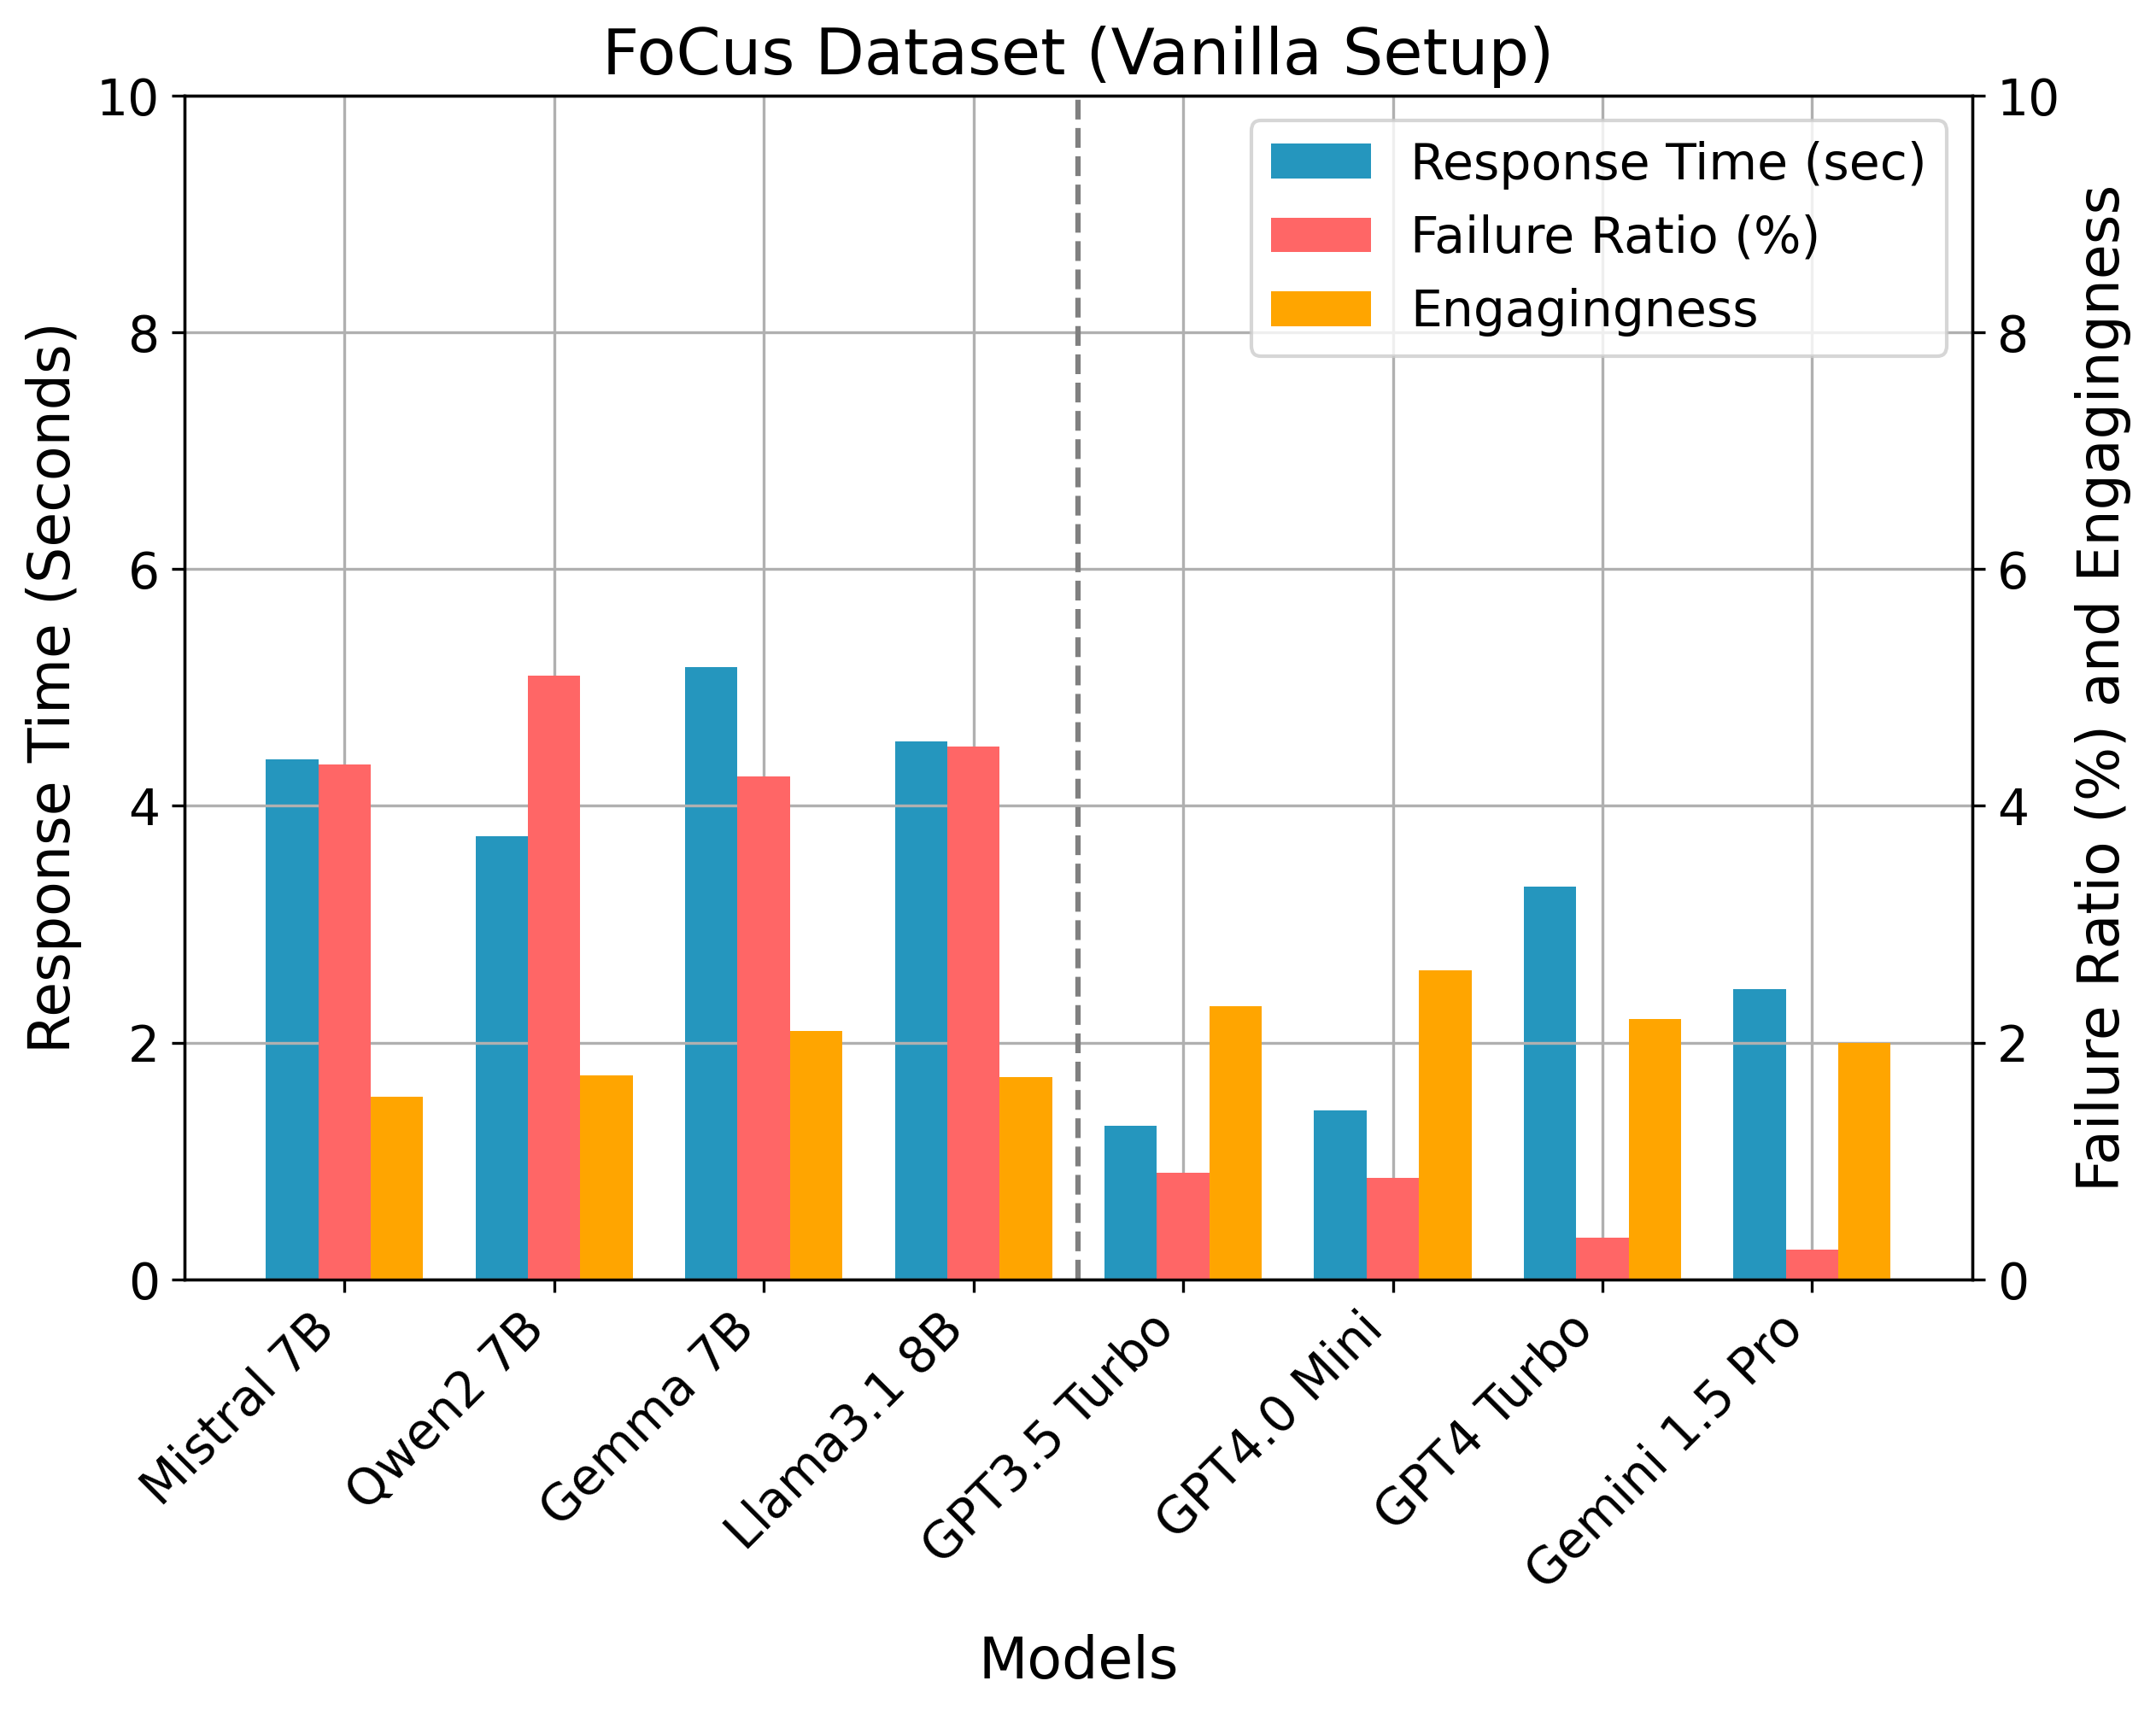 FoCus Dataset (Vanilla Setup)
Response Time (sec)
Failure Ratio (%)
Engagingness
Response Time (Seconds)
10
8
6
4
2
0
10
8
6
4
2
0
Failure Ratio (%) and Engagingness
Mistral 7B
Qwen2 7B
Gemma 7B
Llama3.1 8B
GPT3.5 Turbo
GPT4.0 Mini
GPT4 Turbo
Gemini 1.5 Pro
Models